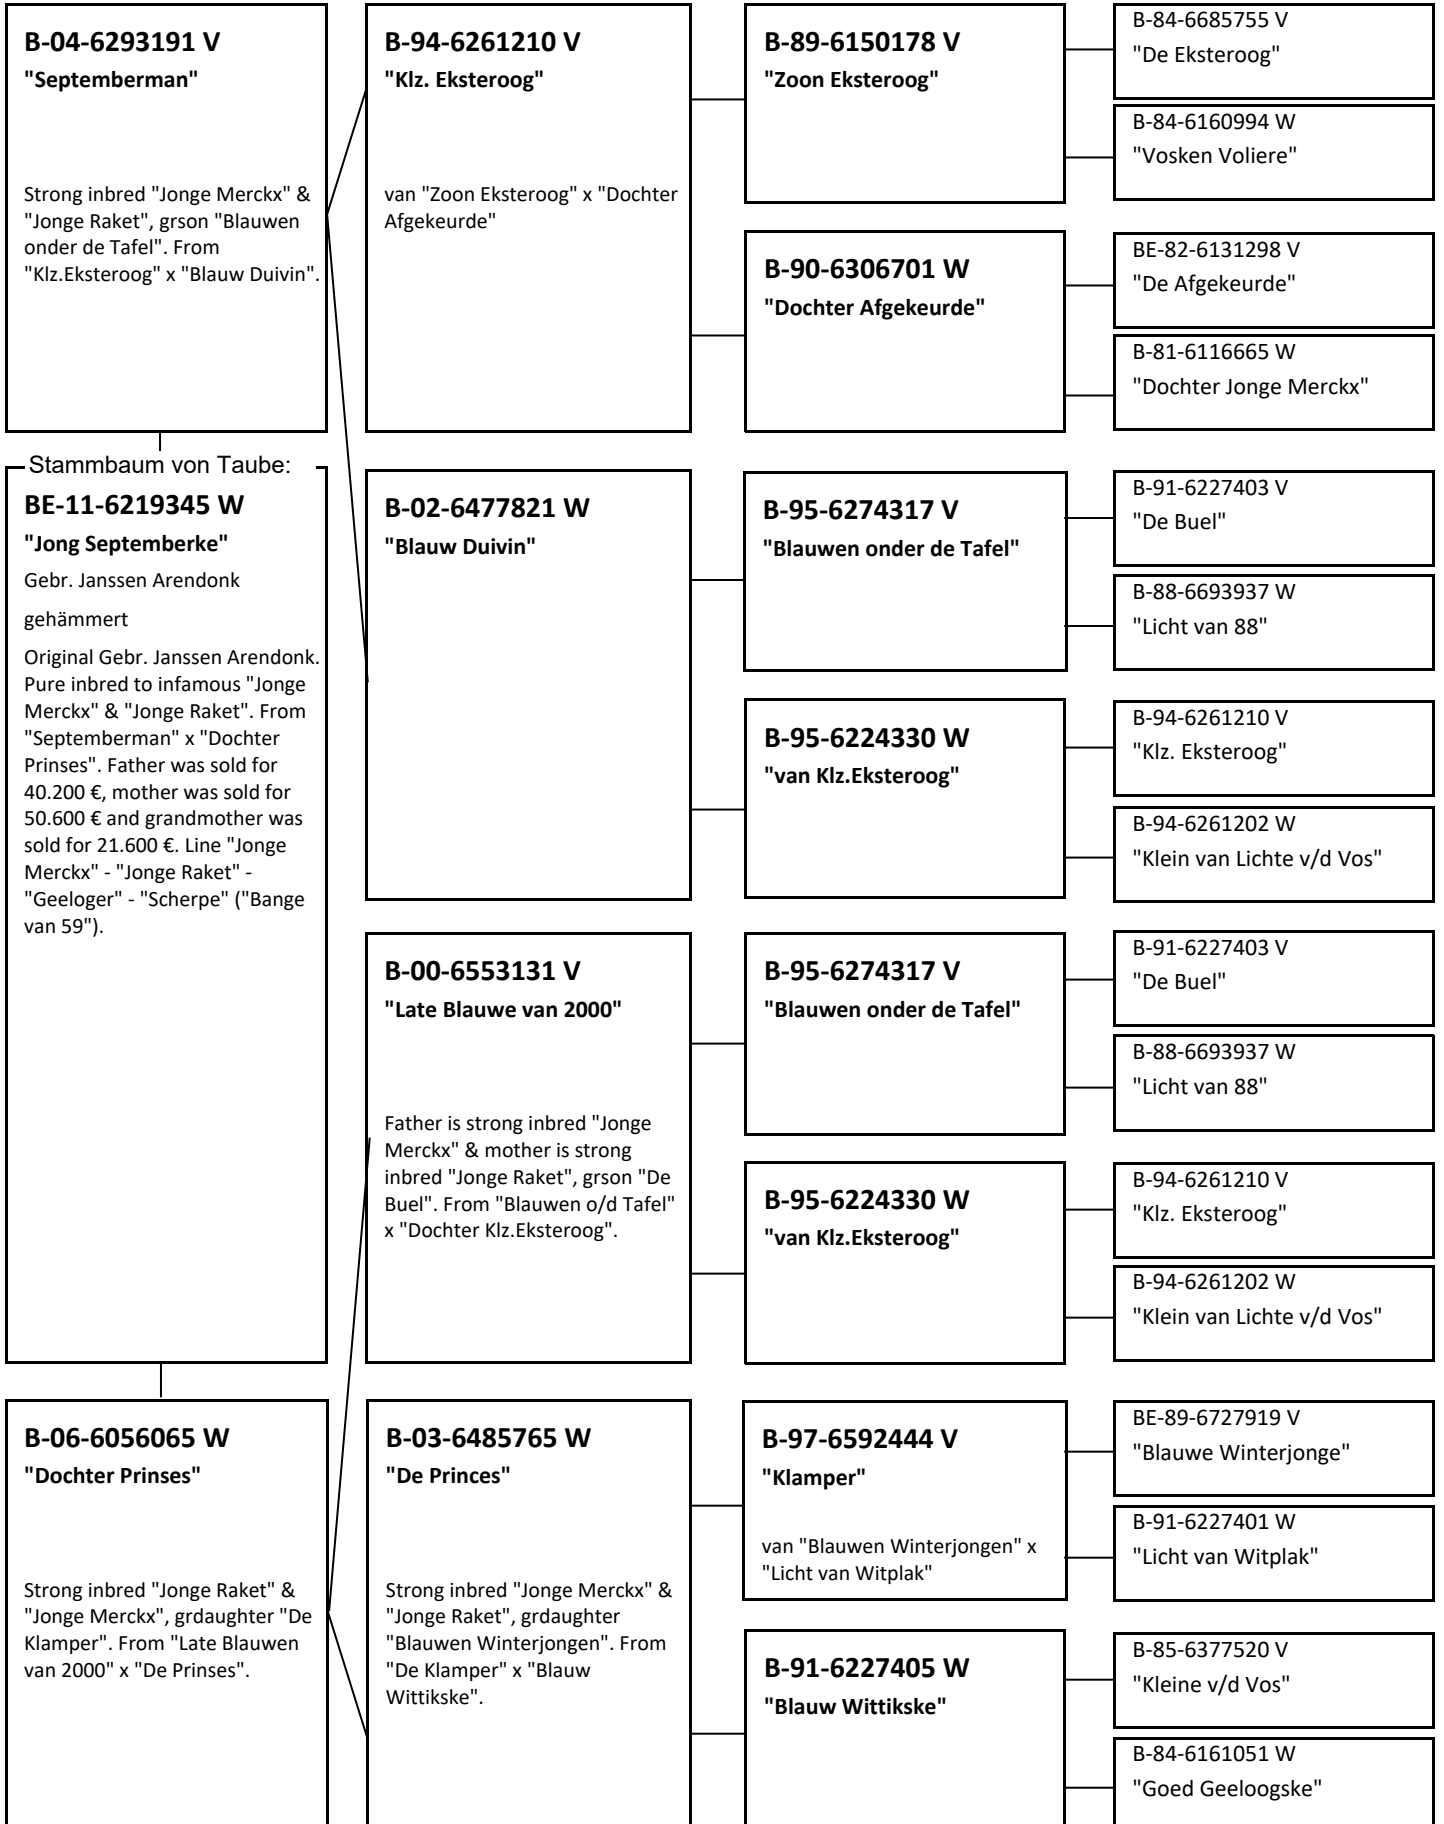 B-04-6293191 V
"Septemberman"
Strong inbred "Jonge Merckx" &
"Jonge Raket", grson "Blauwen
onder de Tafel". From
"Klz.Eksteroog" x "Blauw Duivin".
Stammbaum von Taube:
BE-11-6219345 W
"Jong Septemberke"
Gebr. Janssen Arendonk
gehämmert
Original Gebr. Janssen Arendonk.
Pure inbred to infamous "Jonge
Merckx" & "Jonge Raket". From
"Septemberman" x "Dochter
Prinses". Father was sold for
40.200 €, mother was sold for
50.600 € and grandmother was
sold for 21.600 €. Line "Jonge
Merckx" - "Jonge Raket" -
"Geeloger" - "Scherpe" ("Bange
van 59").
B-06-6056065 W
"Dochter Prinses"
Strong inbred "Jonge Raket" &
"Jonge Merckx", grdaughter "De
Klamper". From "Late Blauwen
van 2000" x "De Prinses".
B-94-6261210 V
"Klz. Eksteroog"
van "Zoon Eksteroog" x "Dochter
Afgekeurde"
B-02-6477821 W
"Blauw Duivin"
B-00-6553131 V
"Late Blauwe van 2000"
Father is strong inbred "Jonge
Merckx" & mother is strong
inbred "Jonge Raket", grson "De
Buel". From "Blauwen o/d Tafel"
x "Dochter Klz.Eksteroog".
B-03-6485765 W
"De Princes"
Strong inbred "Jonge Merckx" &
"Jonge Raket", grdaughter
"Blauwen Winterjongen". From
"De Klamper" x "Blauw
Wittikske".
B-89-6150178 V
"Zoon Eksteroog"
B-90-6306701 W
"Dochter Afgekeurde"
B-95-6274317 V
"Blauwen onder de Tafel"
B-95-6224330 W
"van Klz.Eksteroog"
B-95-6274317 V
"Blauwen onder de Tafel"
B-95-6224330 W
"van Klz.Eksteroog"
B-97-6592444 V
"Klamper"
van "Blauwen Winterjongen" x
"Licht van Witplak"
B-91-6227405 W
"Blauw Wittikske"
B-84-6685755 V
"De Eksteroog"
B-84-6160994 W
"Vosken Voliere"
BE-82-6131298 V
"De Afgekeurde"
B-81-6116665 W
"Dochter Jonge Merckx"
B-91-6227403 V
"De Buel"
B-88-6693937 W
"Licht van 88"
B-94-6261210 V
"Klz. Eksteroog"
B-94-6261202 W
"Klein van Lichte v/d Vos"
B-91-6227403 V
"De Buel"
B-88-6693937 W
"Licht van 88"
B-94-6261210 V
"Klz. Eksteroog"
B-94-6261202 W
"Klein van Lichte v/d Vos"
BE-89-6727919 V
"Blauwe Winterjonge"
B-91-6227401 W
"Licht van Witplak"
B-85-6377520 V
"Kleine v/d Vos"
B-84-6161051 W
"Goed Geeloogske"